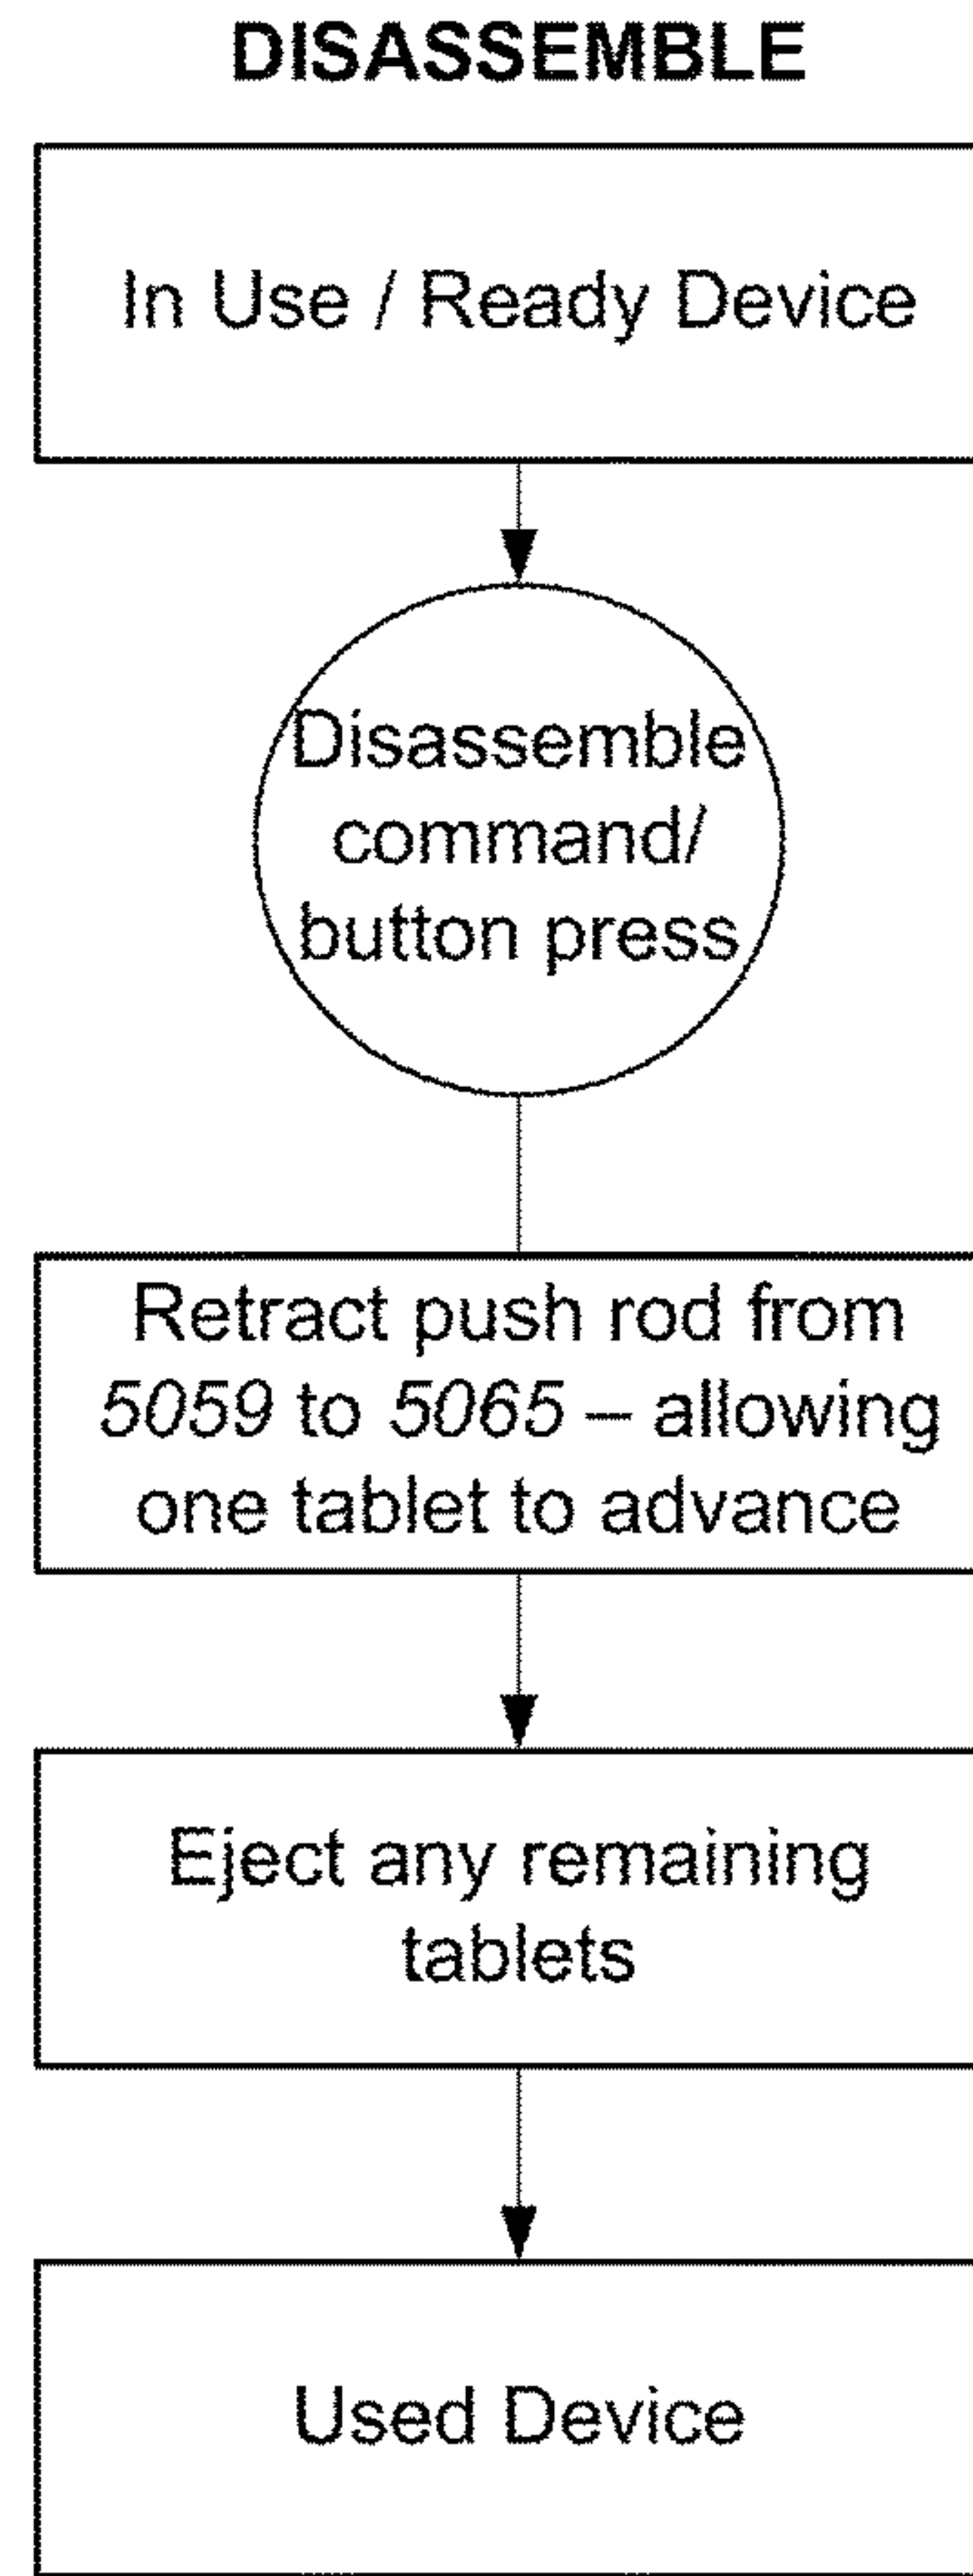 DISASSEMBLE
In Use / Ready Device
Disassemble
command/
button press
Retract push rod from
5059 to 5065 – allowing
one tablet to advance
Eject any remaining
tablets
Used Device